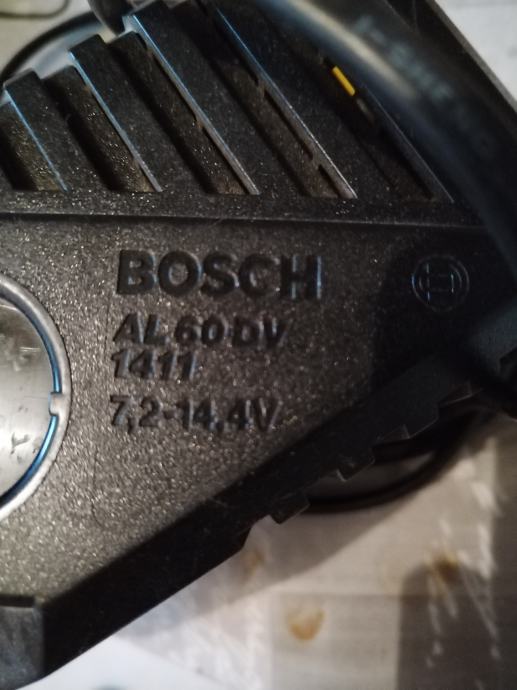 BOSCH
AL 60 DV
1411
7,2-14,4V